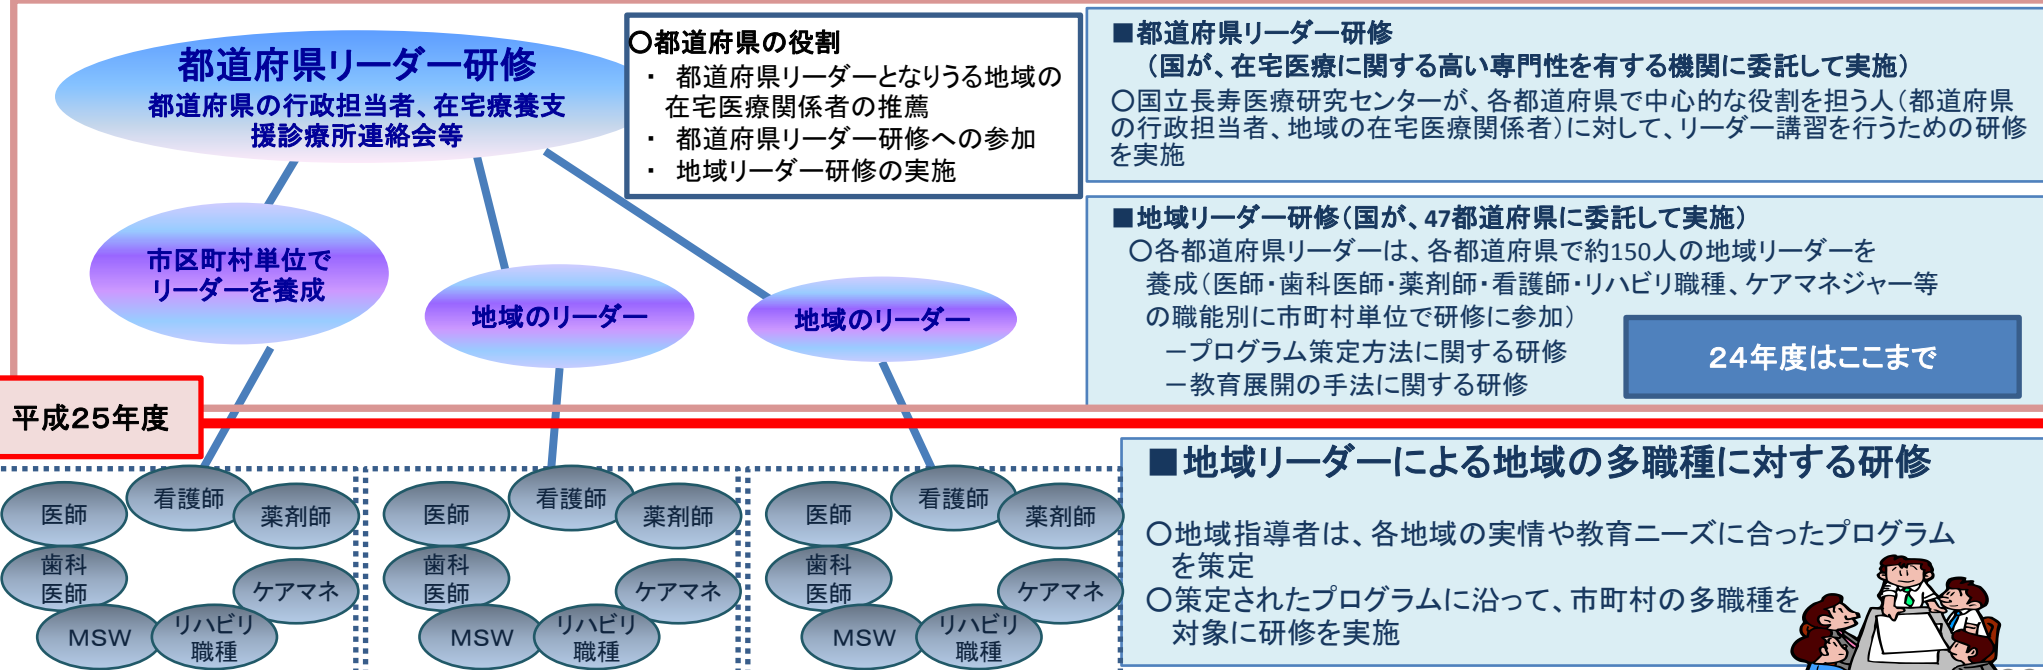 都道府県リーダー研修
都道府県の行政担当者、在宅療養支
援診療所連絡会等
〇都道府県の役割
・ 都道府県リーダーとなりうる地域の
在宅医療関係者の推薦
・ 都道府県リーダー研修への参加
・ 地域リーダー研修の実施
■都道府県リーダー研修
（国が、在宅医療に関する高い専門性を有する機関に委託して実施）
〇国立長寿医療研究センターが、各都道府県で中心的な役割を担う人（都道府県
の行政担当者、地域の在宅医療関係者）に対して、リーダー講習を行うための研修
を実施
市区町村単位で
リーダーを養成
地域のリーダー
地域のリーダー
■地域リーダー研修（国が、47都道府県に委託して実施）
〇各都道府県リーダーは、各都道府県で約150人の地域リーダーを
養成（医師・歯科医師・薬剤師・看護師・リハビリ職種、ケアマネジャー等
の職能別に市町村単位で研修に参加）
－プログラム策定方法に関する研修
－教育展開の手法に関する研修
２４年度はここまで
平成２５年度
医師
看護師
薬剤師
歯科
医師
ケアマネ
ＭＳＷ
リハビリ
職種
医師
看護師
薬剤師
歯科
医師
ケアマネ
ＭＳＷ
リハビリ
職種
医師
看護師
薬剤師
歯科
医師
ケアマネ
ＭＳＷ
リハビリ
職種
■地域リーダーによる地域の多職種に対する研修
〇地域指導者は、各地域の実情や教育ニーズに合ったプログラム
を策定
〇策定されたプログラムに沿って、市町村の多職種を
対象に研修を実施